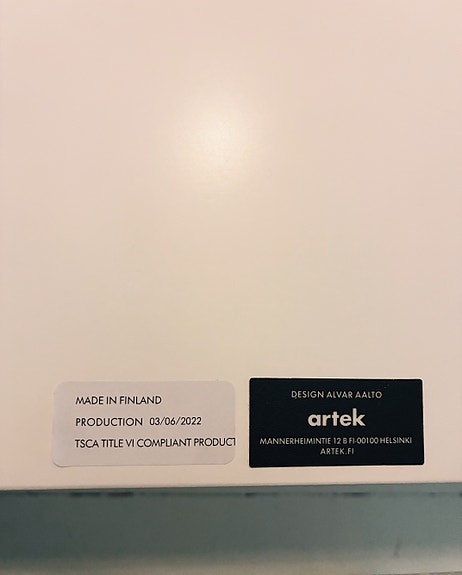 MADE IN FINLAND
PRODUCTION 03/06/2022
TSCA TITLE VI COMPLIANT PRODUCT
DESIGN ALVAR AALTO
artek
MANNERHEIMINTIE 12 B FI-00100 HELSINKI
ARTEK.FI